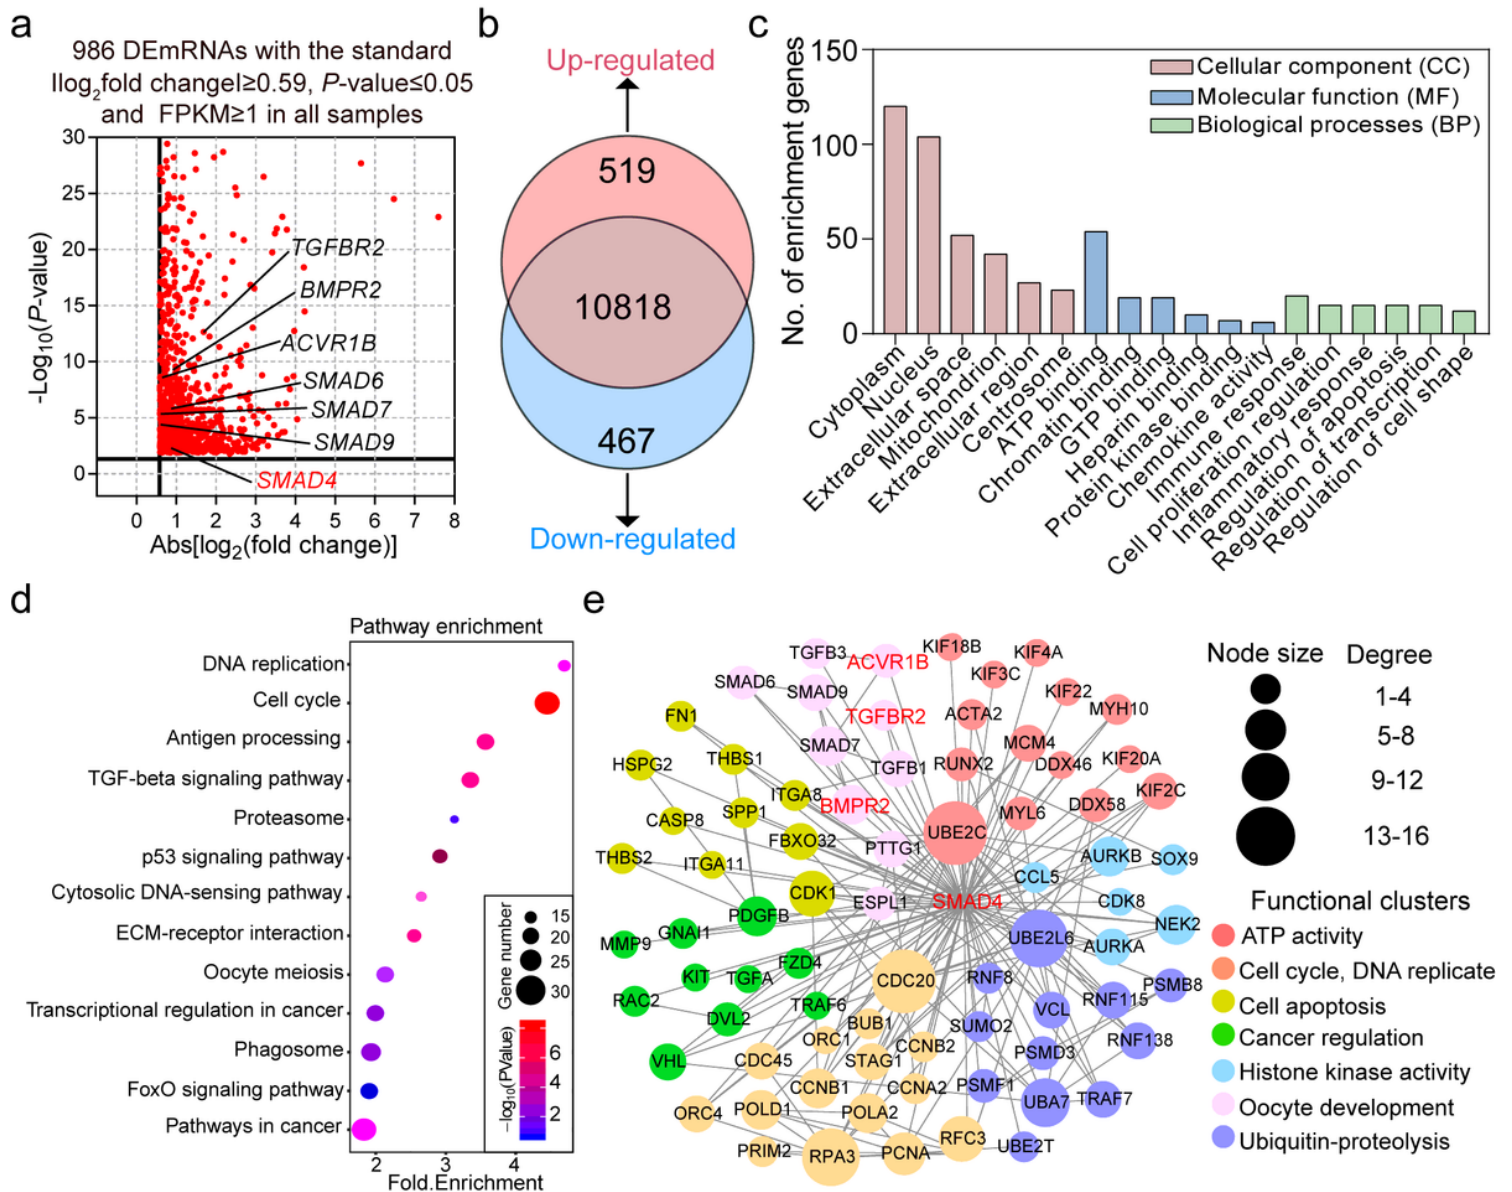 a
986 DEmRNAs with the standard
llog2fold changel≥0.59, P-value≤0.05
and FPKM≥1 in all samples
30
25
20
15
10
5
0
-Log10(P-value)
TGFBR2
BMPR2
ACVR1B
SMAD6
SMAD7
SMAD9
SMAD4
0 1 2 3 4 5 6 7 8
Abs[log2(fold change)]
b
Up-regulated
519
10818
467
Down-regulated
c
150
100
50
0
No. of enrichment genes
Cellular component (CC)
Molecular function (MF)
Biological processes (BP)
Cytoplasm
Nucleus
Extracellular space
Mitochondrion
Extracellular region
Centrosome
ATP binding
Chromatin binding
GTP binding
Heparin binding
Protein kinase binding
Chemokine activity
Immune response
Cell proliferation regulation
Inflammatory response
Regulation of apoptosis
Regulation of transcription
Regulation of cell shape
d
Pathway enrichment
DNA replication
Cell cycle
Antigen processing
TGF-beta signaling pathway
Proteasome
p53 signaling pathway
Cytosolic DNA-sensing pathway
ECM-receptor interaction
Oocyte meiosis
Transcriptional regulation in cancer
Phagosome
FoxO signaling pathway
Pathways in cancer
2 3 4
Fold.Enrichment
Gene number
15
20
25
30
-log10(PValue)
6
4
2
e
TGFB3
ACVR1B
KIF18B
KIF4A
SMAD6
SMAD9
KIF3C
KIF22
FN1
TGFBR2
ACTA2
MYH10
HSPG2
THBS1
SMAD7
TGFB1
RUNX2
MCM4
DDX46
KIF20A
ITGA8
BMPR2
KIF2C
CASP8
SPP1
FBXO32
PTTG1
UBE2C
MYL6
DDX58
THBS2
ITGA11
AURKB
SOX9
CDK1
ESPL1
SMAD4
CCL5
CDK8
PDGFB
NEK2
MMP9
GNAI1
UBE2L6
AURKA
KIT
TGFA
FZD4
CDC20
RNF8
PSMB8
RAC2
DVL2
TRAF6
VCL
RNF115
BUB1
SUMO2
VHL
CDC45
ORC1
STAG1
CCNB2
PSMD3
RNF138
CCNB1
CCNA2
PSMF1
UBA7
TRAF7
ORC4
POLD1
POLA2
PRIM2
RPA3
PCNA
RFC3
UBE2T
Node size Degree
1-4
5-8
9-12
13-16
Functional clusters
ATP activity
Cell cycle, DNA replicate
Cell apoptosis
Cancer regulation
Histone kinase activity
Oocyte development
Ubiquitin-proteolysis